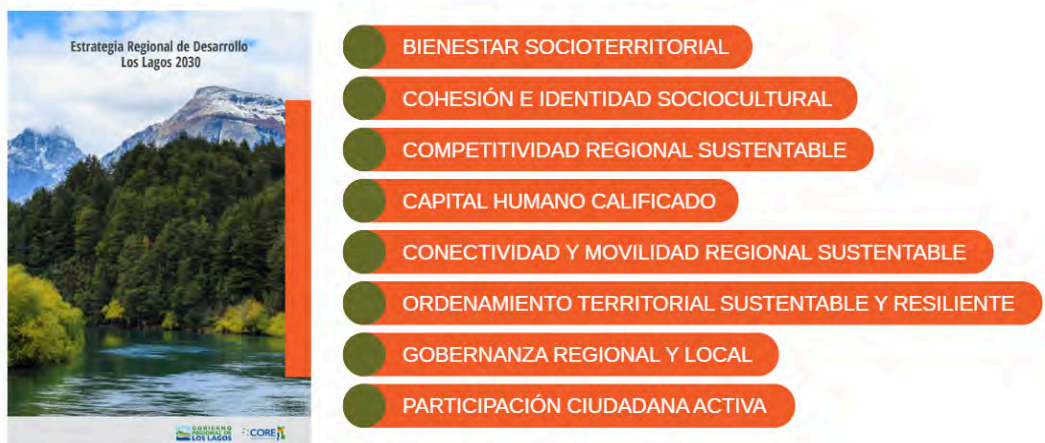 Estrategia Regional de Desarrollo
Los Lagos 2030
GOBIERNO
REGIONAL DE
LOS LAGOS
CORE
BIENESTAR SOCIOTERRITORIAL
COHESIÓN E IDENTIDAD SOCIOCULTURAL
COMPETITIVIDAD REGIONAL SUSTENTABLE
CAPITAL HUMANO CALIFICADO
CONECTIVIDAD Y MOVILIDAD REGIONAL SUSTENTABLE
ORDENAMIENTO TERRITORIAL SUSTENTABLE Y RESILIENTE
GOBERNANZA REGIONAL Y LOCAL
PARTICIPACIÓN CIUDADANA ACTIVA